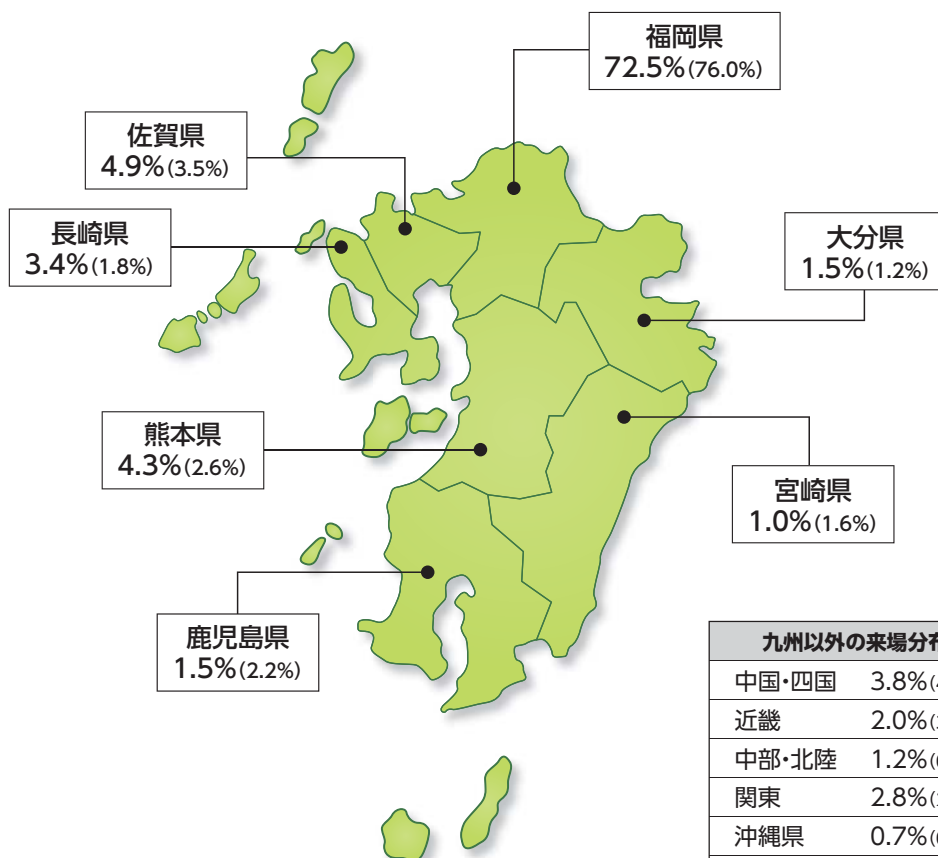 福岡県
72.5%(76.0%)
佐賀県
4.9%(3.5%)
長崎県
3.4%(1.8%)
大分県
1.5%(1.2%)
熊本県
4.3%(2.6%)
宮崎県
1.0%(1.6%)
鹿児島県
1.5%(2.2%)
九州以外の来場分布
中国・四国 3.8%
近畿 2.0%
中部・北陸 1.2%
関東 2.8%
沖縄県 0.7%